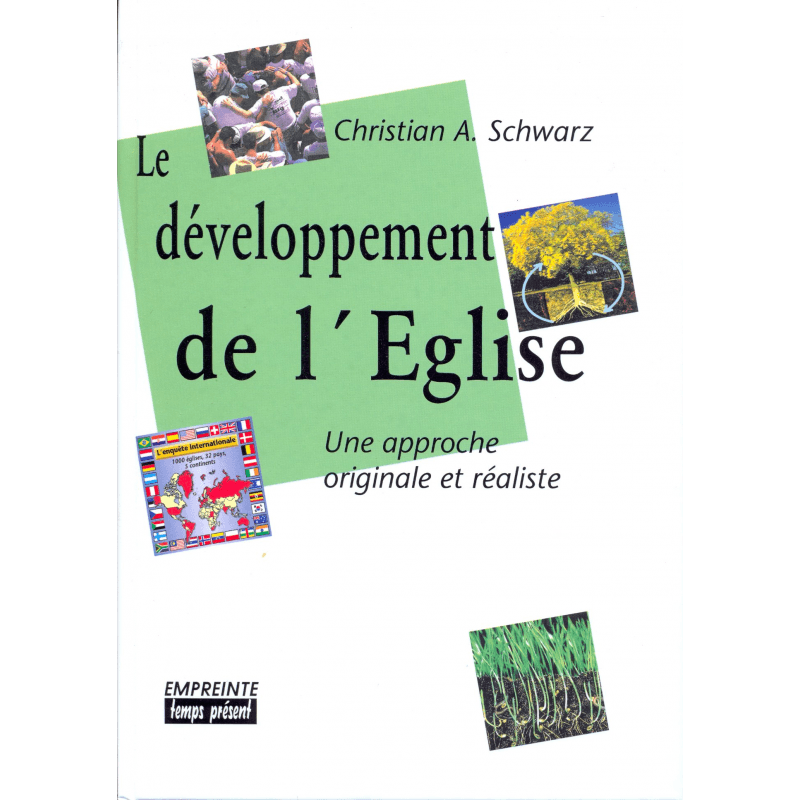 Christian A. Schwarz
Le
développement
de l´Eglise
Une approche
originale et réaliste
L'enquête internationale
1000 églises, 32 pays,
5 continents
EMPREINTE
temps présent